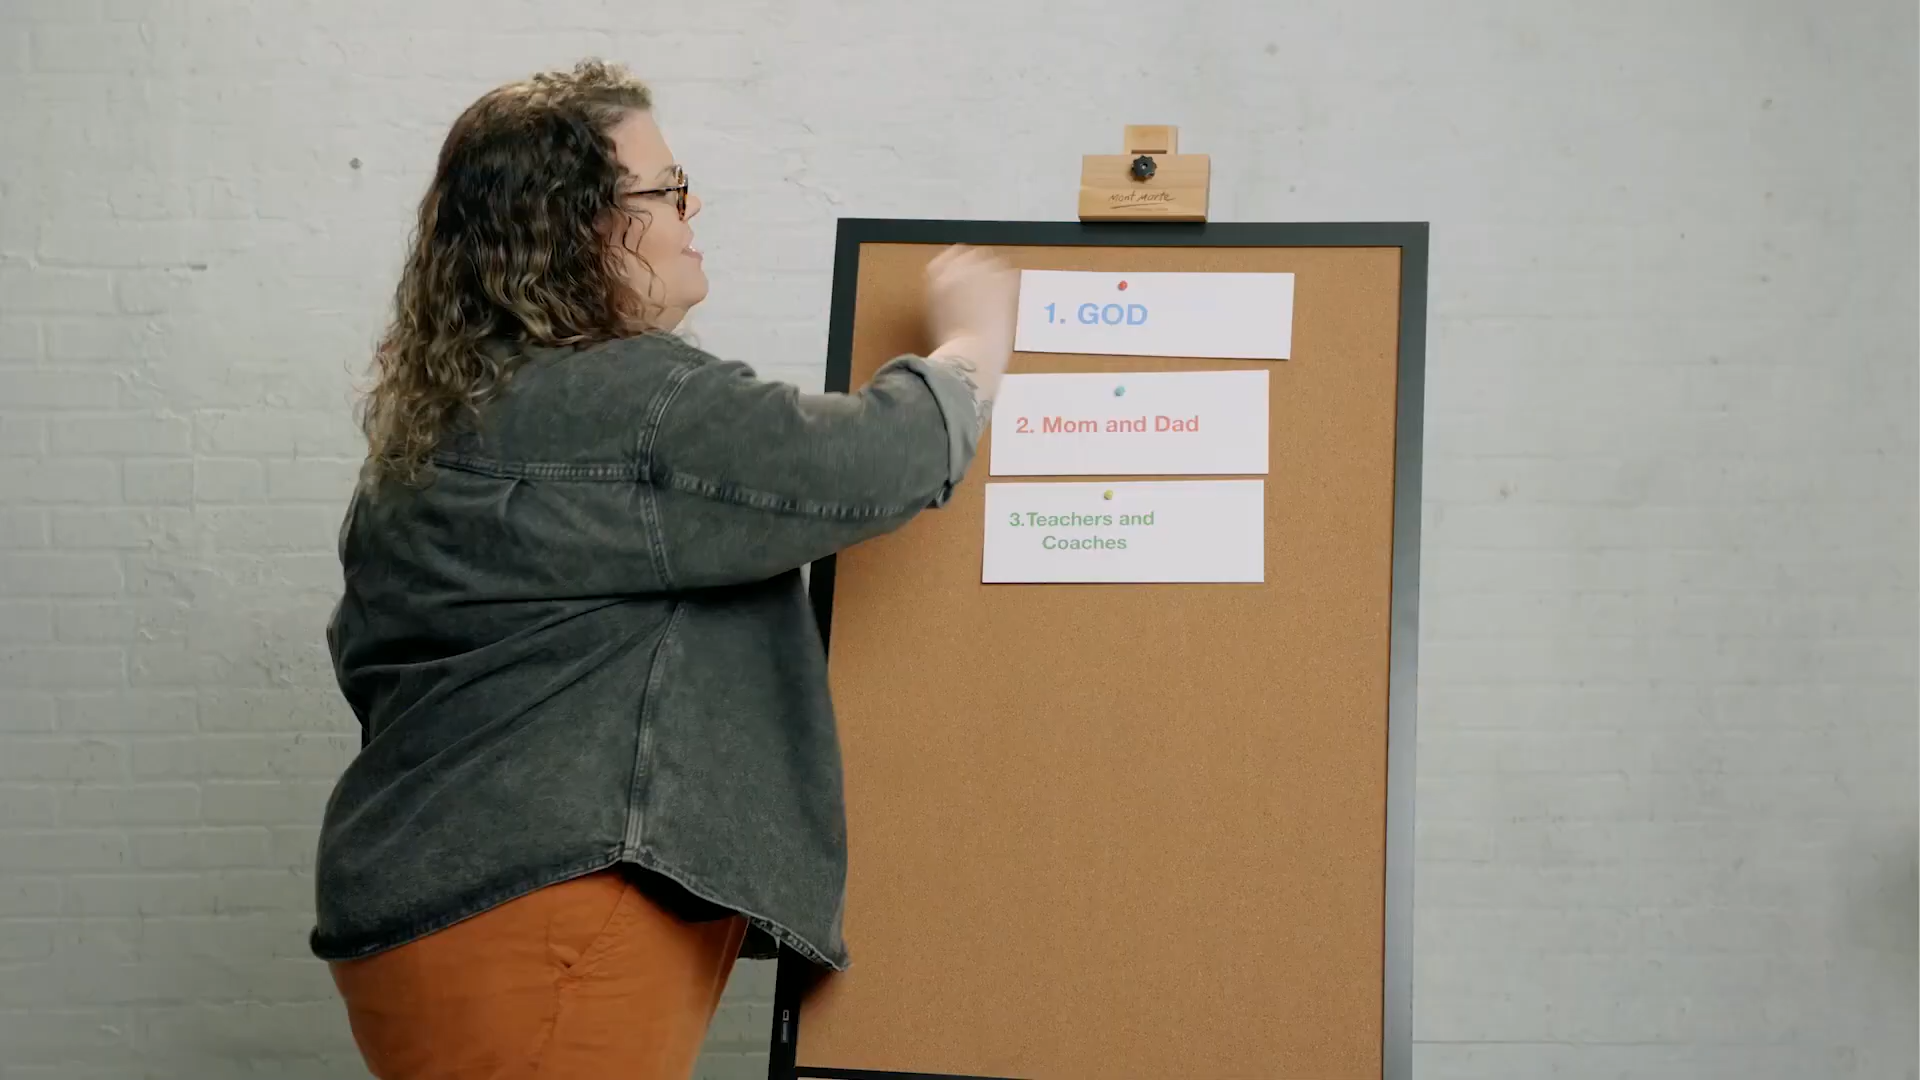 Mont Marte
1. GOD
2. Mom and Dad
3.Teachers and
Coaches